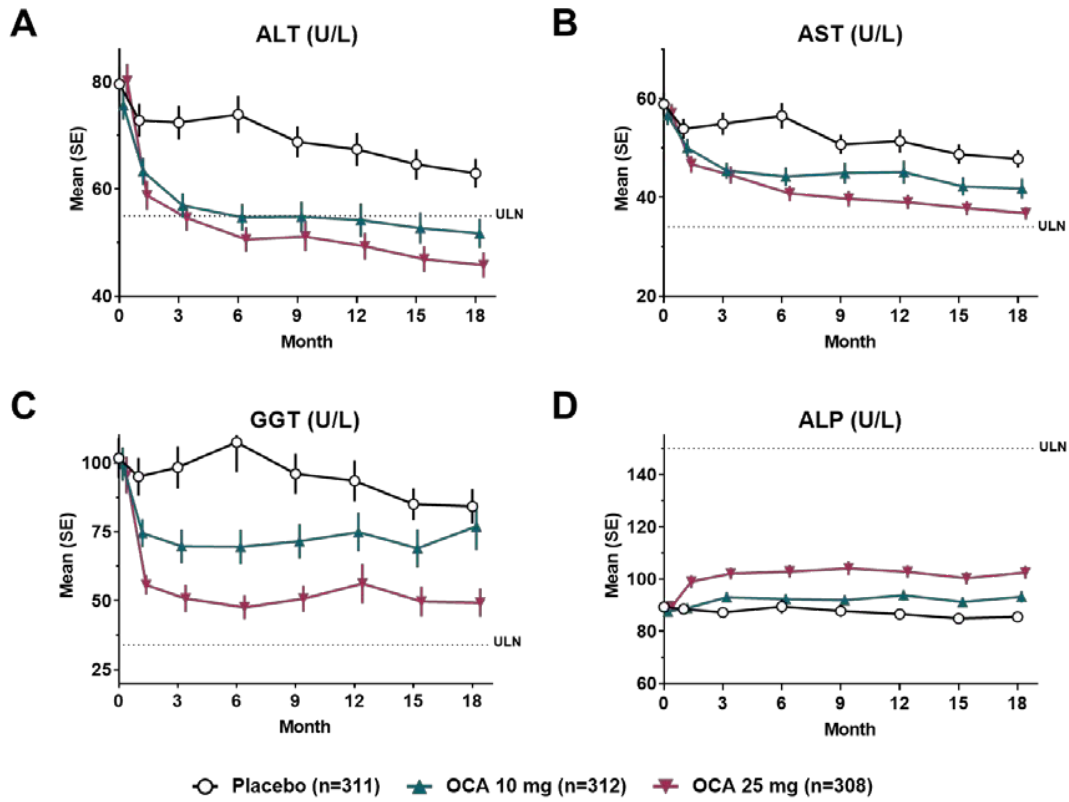 A
ALT (U/L)
Mean (SE)
80
60
40
ULN
0 3 6 9 12 15 18
Month
B
AST (U/L)
Mean (SE)
60
40
20
ULN
0 3 6 9 12 15 18
Month
C
GGT (U/L)
Mean (SE)
100
75
50
25
ULN
0 3 6 9 12 15 18
Month
D
ALP (U/L)
Mean (SE)
140
120
100
80
60
ULN
0 3 6 9 12 15 18
Month
Placebo (n=311) OCA 10 mg (n=312) OCA 25 mg (n=308)